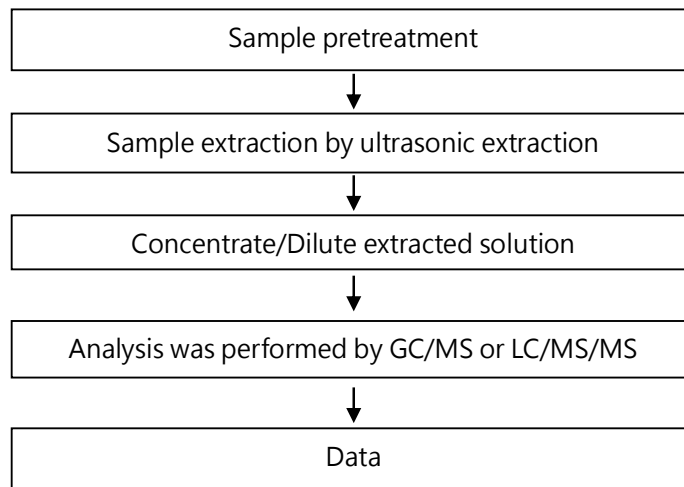 Sample pretreatment
Sample extraction by ultrasonic extraction
Concentrate/Dilute extracted solution
Analysis was performed by GC/MS or LC/MS/MS
Data